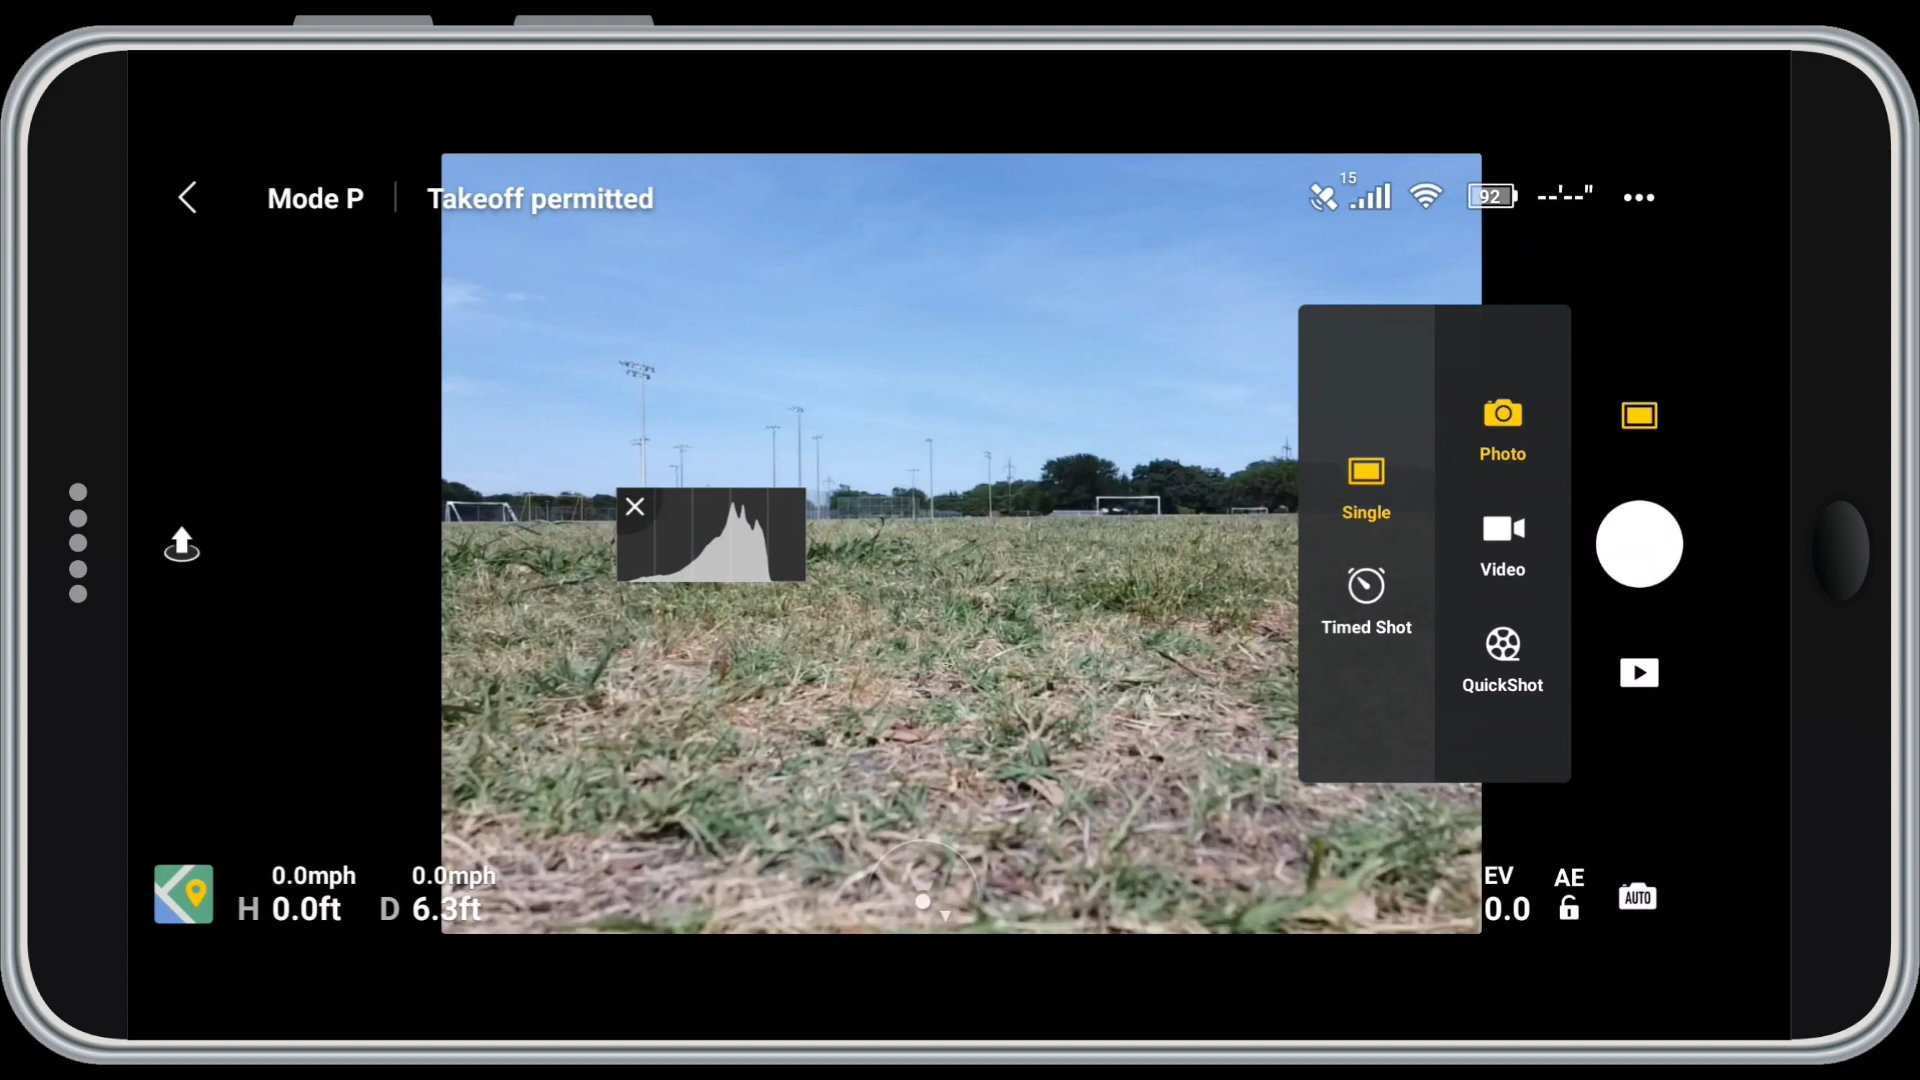 Mode P
Takeoff permitted
15
92
--'--"
Photo
Single
Video
Timed Shot
QuickShot
0.0mph
0.0mph
H 0.0ft
D 6.3ft
EV
0.0
AE
AUTO